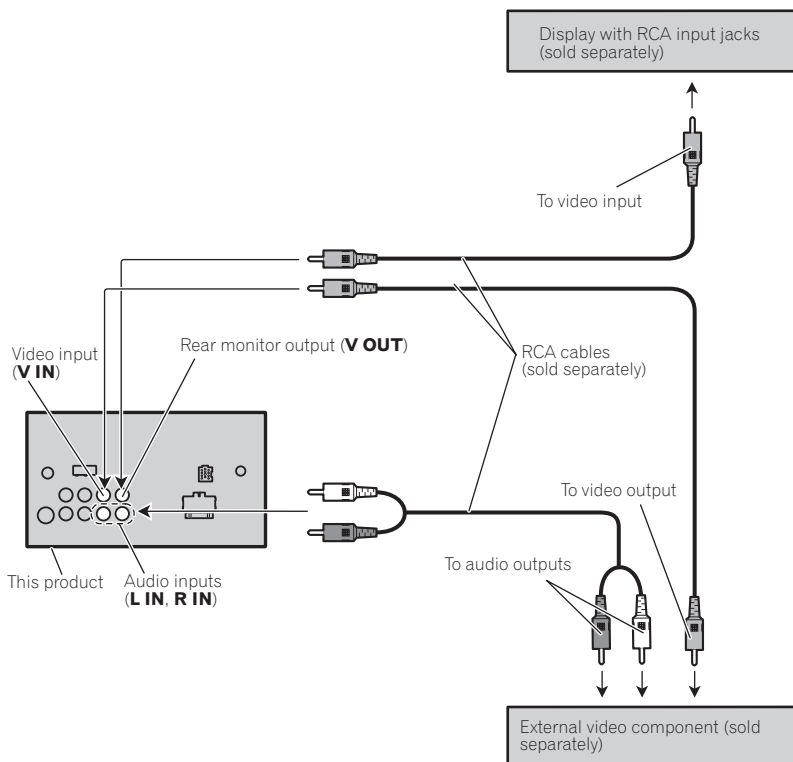 Display with RCA input jacks
(sold separately)
To video input
Video input
(V IN)
Rear monitor output (V OUT)
RCA cables
(sold separately)
To video output
This product
Audio inputs
(L IN, R IN)
To audio outputs
External video component (sold
separately)